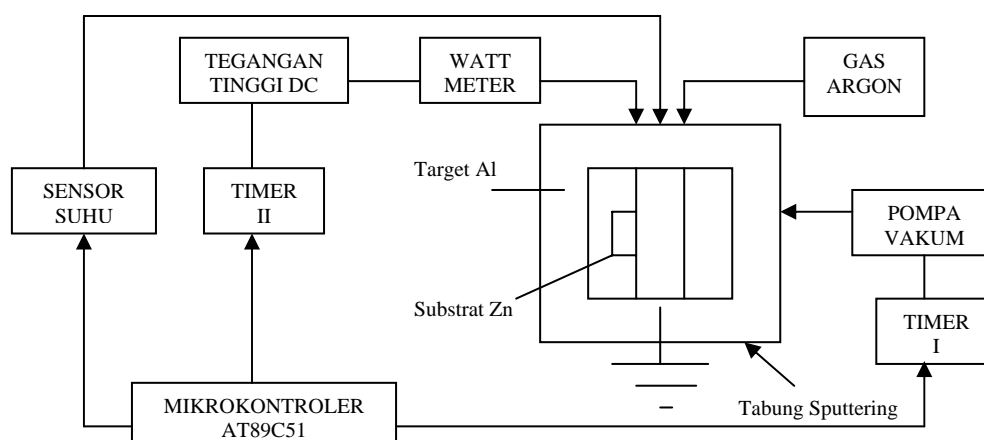 TEGANGAN
TINGGI DC
WATT
METER
GAS
ARGON
Target Al
SENSOR
SUHU
TIMER
II
POMPA
VAKUM
Substrat Zn
TIMER
I
MIKROKONTROLER
AT89C51
Tabung Sputtering